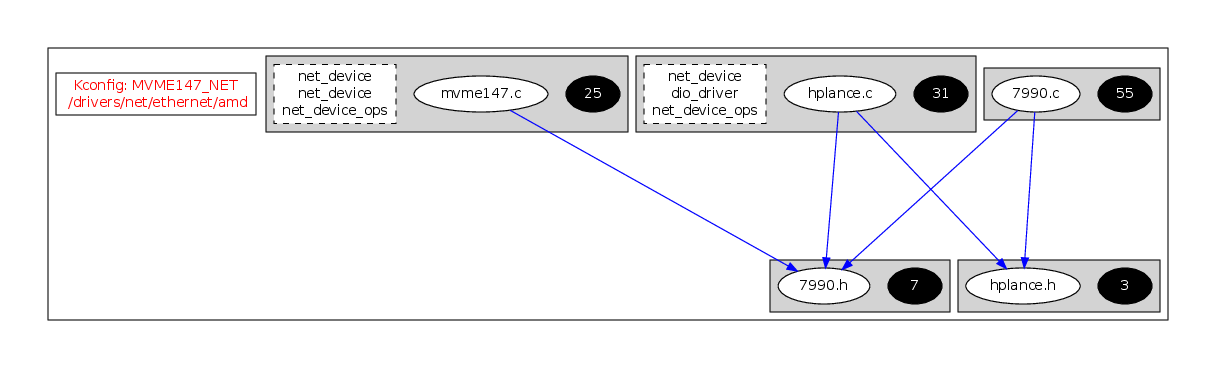 Kconfig: MVME147_NET
/drivers/net/ethernet/amd
net_device
net_device
net_device_ops
mvme147.c
25
net_device
dio_driver
net_device_ops
hplance.c
31
7990.c
55
7990.h
7
hplance.h
3